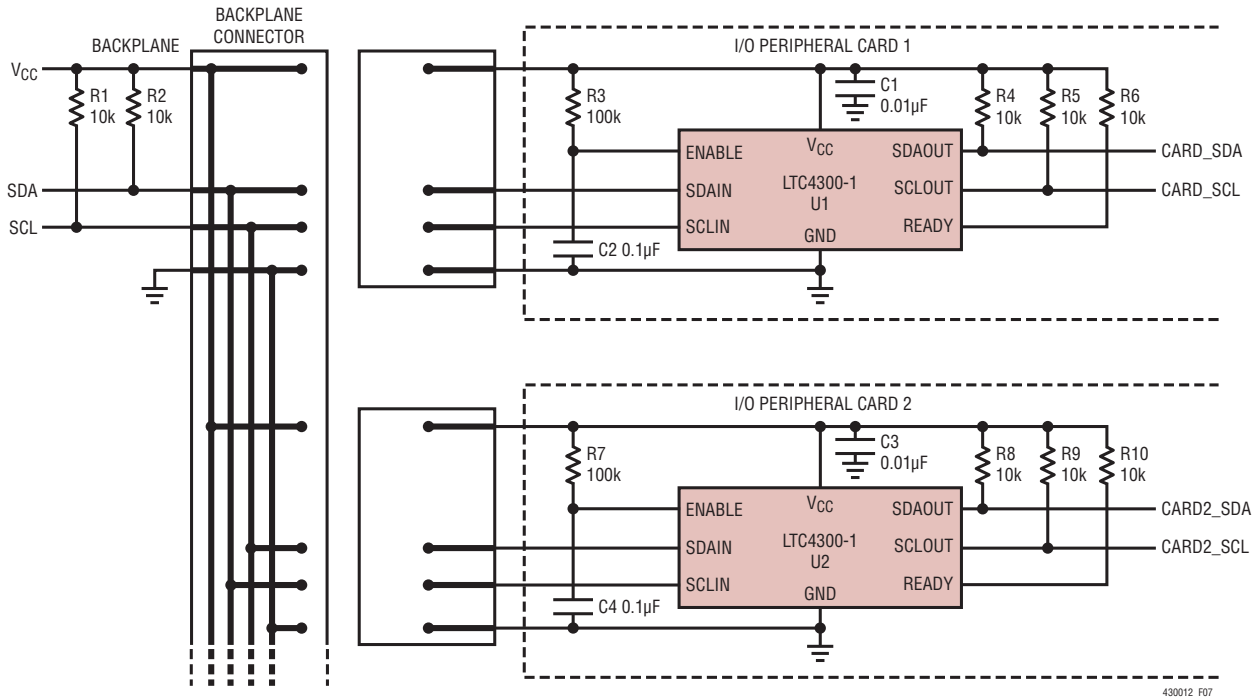 BACKPLANE
CONNECTOR
BACKPLANE
VCC
R1
10k
R2
10k
SDA
SCL
I/O PERIPHERAL CARD 1
R3
100k
C1
0.01µF
R4
10k
R5
10k
R6
10k
ENABLE
VCC
SDAOUT
CARD_SDA
SDAIN
LTC4300-1
U1
SCLOUT
CARD_SCL
SCLIN
GND
READY
C2 0.1µF
I/O PERIPHERAL CARD 2
R7
100k
C3
0.01µF
R8
10k
R9
10k
R10
10k
ENABLE
VCC
SDAOUT
CARD2_SDA
SDAIN
LTC4300-1
U2
SCLOUT
CARD2_SCL
SCLIN
GND
READY
C4 0.1µF
430012 F07